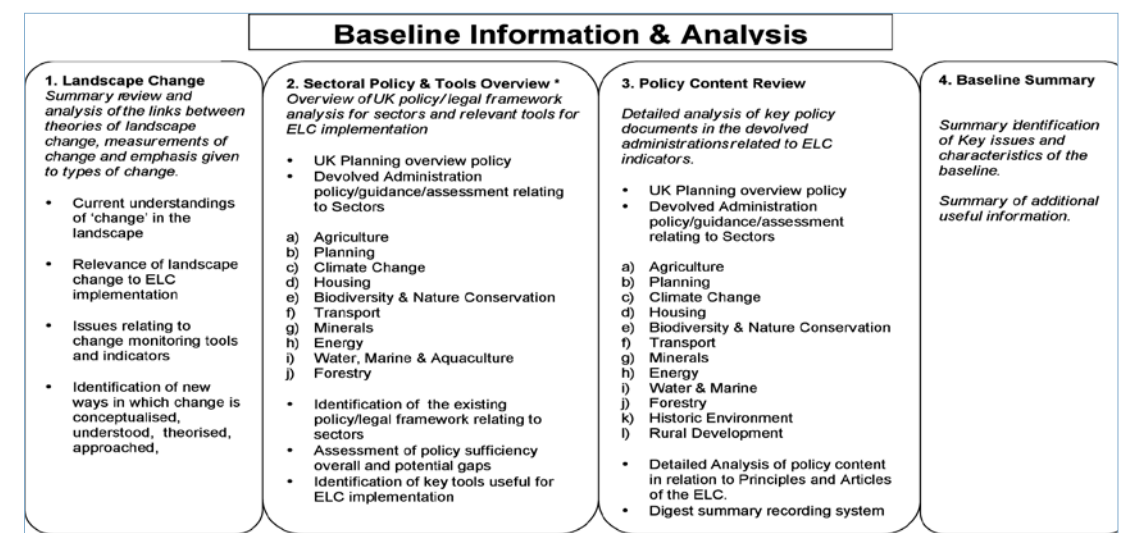 Baseline Information & Analysis
1. Landscape Change
Summary review and
analysis of the links between
theories of landscape
change, measurements of
change and emphasis given
to types of change.
• Current understandings
of ‘change’ in the
landscape
• Relevance of landscape
change to ELC
implementation
• Issues relating to
change monitoring tools
and indicators
• Identification of new
ways in which change is
conceptualised,
understood, theorised,
approached,
2. Sectoral Policy & Tools Overview *
Overview of UK policy/legal framework
analysis for sectors and relevant tools for
ELC implementation
• UK Planning overview policy
• Devolved Administration
policy/guidance/assessment relating
to Sectors
a) Agriculture
b) Planning
c) Climate Change
d) Housing
e) Biodiversity & Nature Conservation
f) Transport
g) Minerals
h) Energy
i) Water, Marine & Aquaculture
j) Forestry
• Identification of the existing
policy/legal framework relating to
sectors
• Assessment of policy sufficiency
overall and potential gaps
• Identification of key tools useful for
ELC implementation
3. Policy Content Review
Detailed analysis of key policy
documents in the devolved
administrations related to ELC
indicators.
• UK Planning overview policy
• Devolved Administration
policy/guidance/assessment
relating to Sectors
a) Agriculture
b) Planning
c) Climate Change
d) Housing
e) Biodiversity & Nature Conservation
f) Transport
g) Minerals
h) Energy
i) Water & Marine
j) Forestry
k) Historic Environment
l) Rural Development
• Detailed Analysis of policy content
in relation to Principles and Articles
of the ELC.
• Digest summary recording system
4. Baseline Summary
Summary identification
of Key issues and
characteristics of the
baseline.
Summary of additional
useful information.